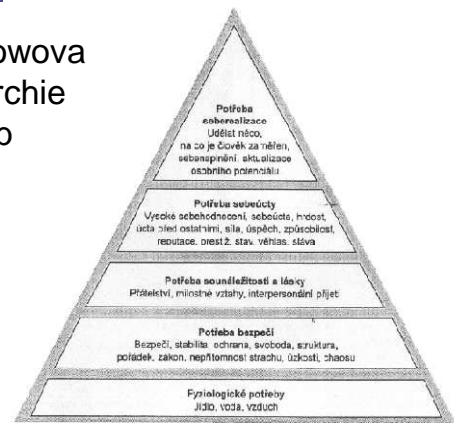 owova
rchie
o
Potřeba
seberealizace
Udělat něco,
na co je člověk zaměřen,
sebenaplnění, aktualizace
osobního potenciálu
Potřeba sebeúcty
Vysoké sebehodnocení, sebeúcta, hrdost,
úcta před ostatními, síla, úspěch, způsobilost,
reputace, prestiž, stav, věhlas, sláva
Potřeba sounáležitosti a lásky
Přátelství, milostné vztahy, interpersonální přijetí
Potřeba bezpečí
Bezpečí, stabilita, ochrana, svoboda, struktura,
pořádek, zákon, nepřítomnost strachu, úzkosti, chaosu
Fyziologické potřeby
Jídlo, voda, vzduch